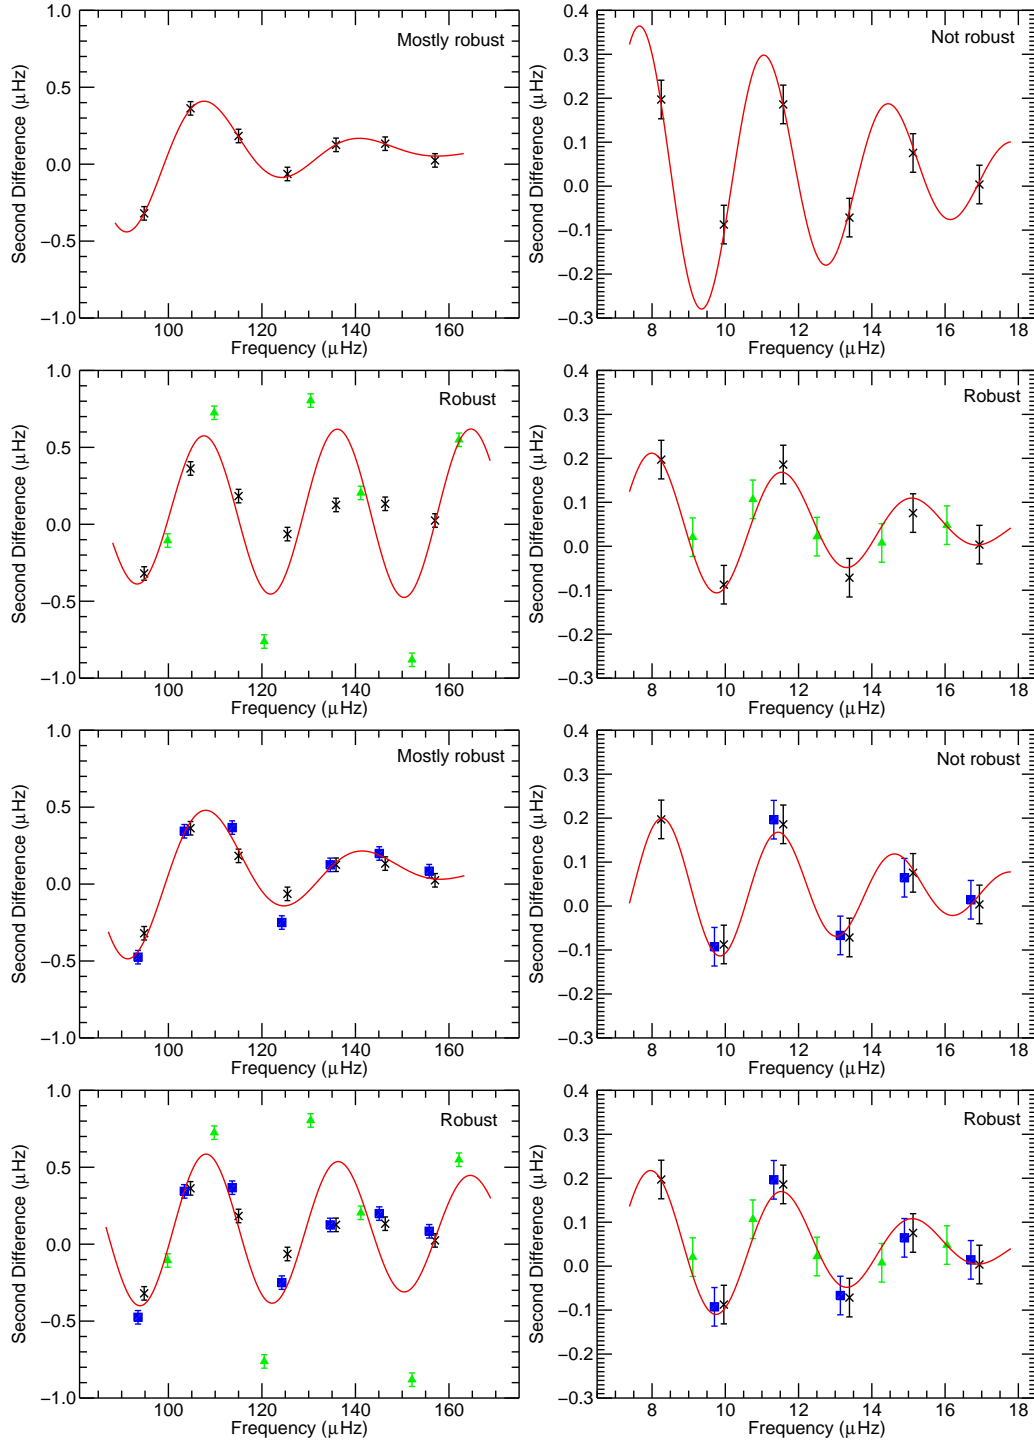 1.0
0.5
0.0
−0.5
−1.0
Second Difference (μHz)
Mostly robust
100 120 140 160
Frequency (μHz)
0.4
0.3
0.2
0.1
0.0
−0.1
−0.2
−0.3
Second Difference (μHz)
Not robust
8 10 12 14 16 18
Frequency (μHz)
1.0
0.5
0.0
−0.5
−1.0
Second Difference (μHz)
Robust
100 120 140 160
Frequency (μHz)
0.4
0.3
0.2
0.1
0.0
−0.1
−0.2
−0.3
Second Difference (μHz)
Robust
8 10 12 14 16 18
Frequency (μHz)
1.0
0.5
0.0
−0.5
−1.0
Second Difference (μHz)
Mostly robust
100 120 140 160
Frequency (μHz)
0.4
0.3
0.2
0.1
0.0
−0.1
−0.2
−0.3
Second Difference (μHz)
Not robust
8 10 12 14 16 18
Frequency (μHz)
1.0
0.5
0.0
−0.5
−1.0
Second Difference (μHz)
Robust
100 120 140 160
Frequency (μHz)
0.4
0.3
0.2
0.1
0.0
−0.1
−0.2
−0.3
Second Difference (μHz)
Robust
8 10 12 14 16 18
Frequency (μHz)